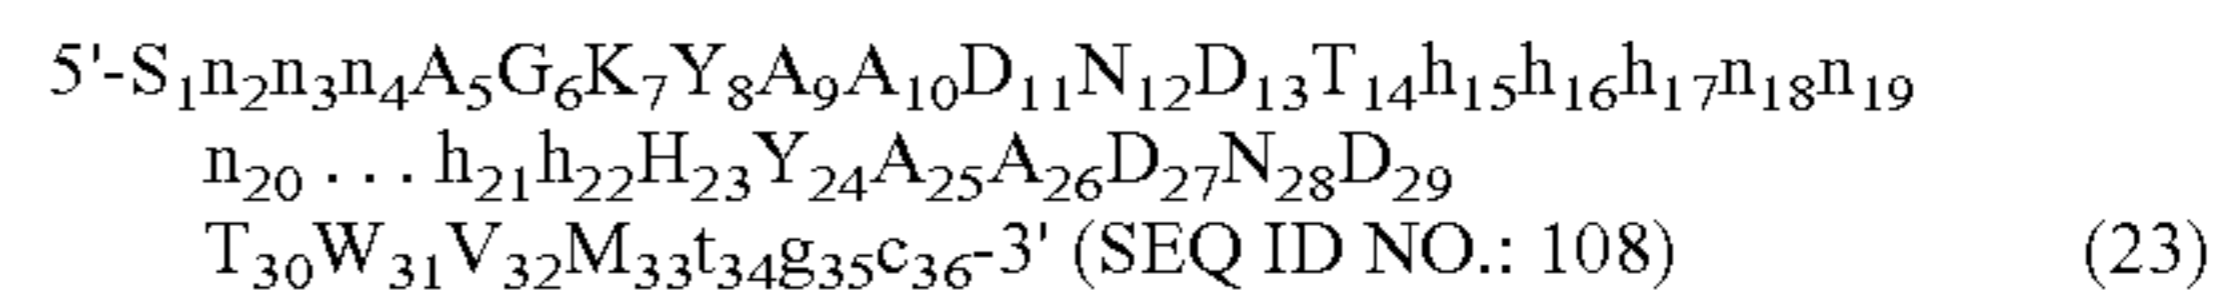 5'-S₁n₂n₃n₄A₅G₆K₇Y₈A₉A₁₀D₁₁N₁₂D₁₃T₁₄h₁₅h₁₆h₁₇n₁₈n₁₉
n₂₀ . . . h₂₁h₂₂H₂₃Y₂₄A₂₅A₂₆D₂₇N₂₈D₂₉
T₃₀W₃₁V₃₂M₃₃t₃₄g₃₅c₃₆-3' (SEQ ID NO.: 108) (23)